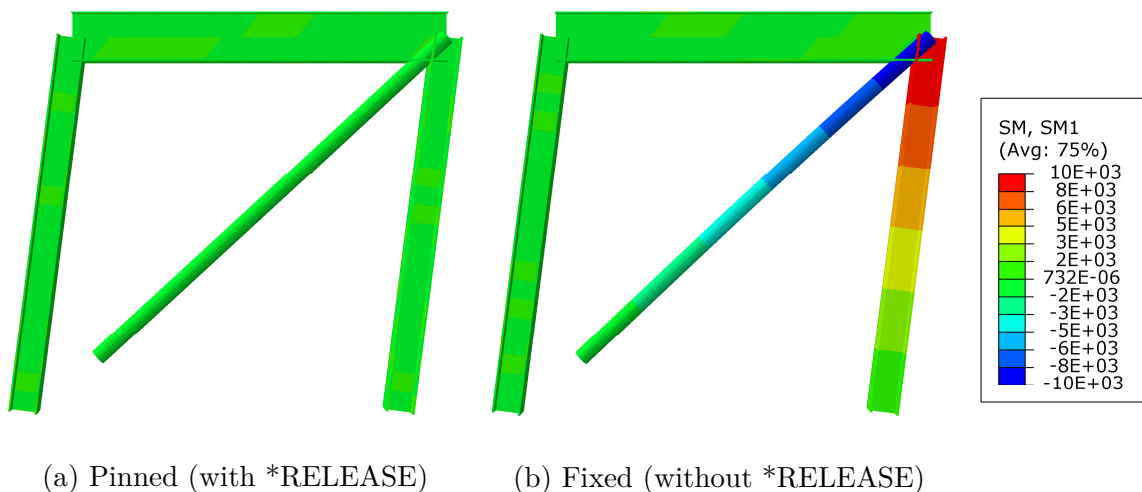 SM, SM1
(Avg: 75%)
10E+03
8E+03
6E+03
5E+03
3E+03
2E+03
732E-06
-2E+03
-3E+03
-5E+03
-6E+03
-8E+03
-10E+03
(a) Pinned (with *RELEASE)
(b) Fixed (without *RELEASE)